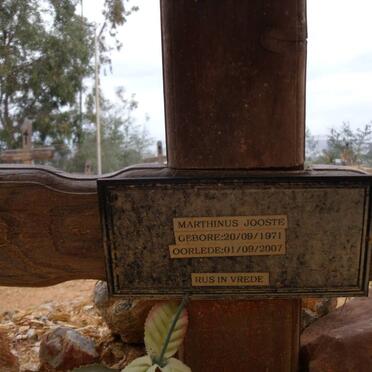 MARTHINUS JOOSTE
GEBORE:20/09/1971
OORLEDE:01/09/2007
RUS IN VREDE